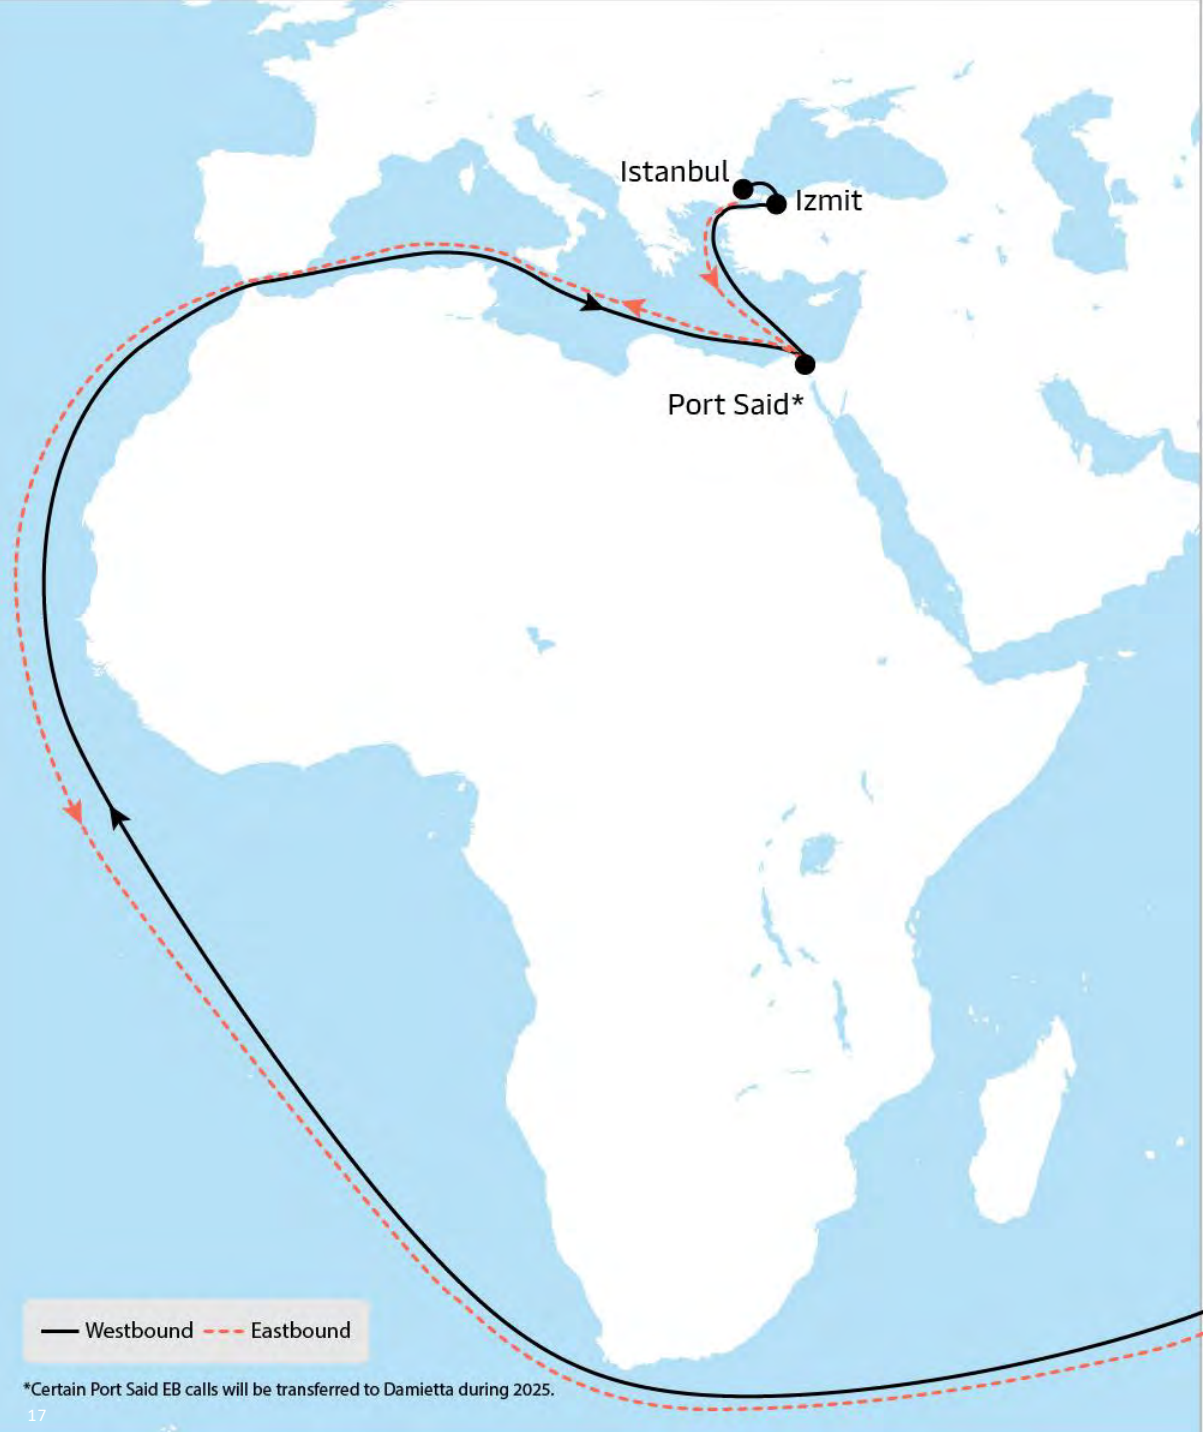 Istanbul
Izmit
Port Said*
Westbound
Eastbound
*Certain Port Said EB calls will be transferred to Damietta during 2025.
17